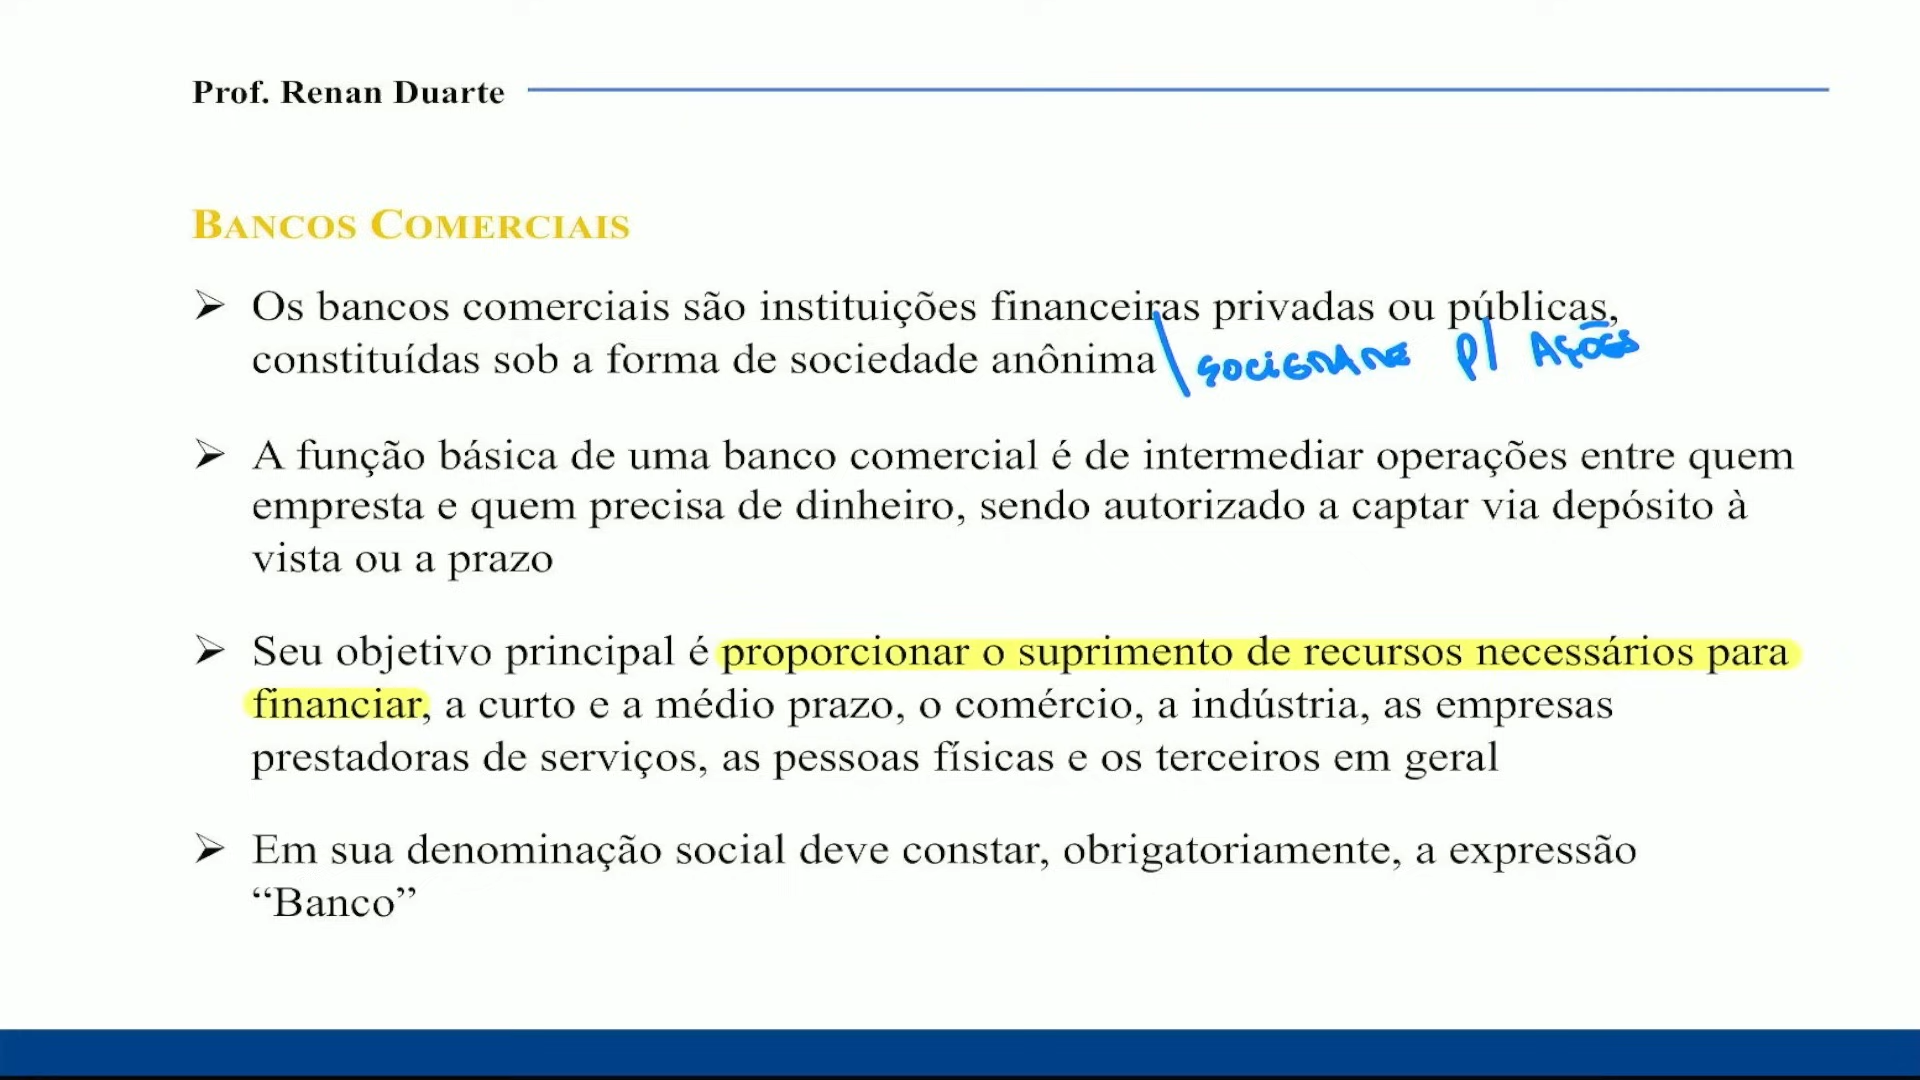 Prof. Renan Duarte
BANCOS COMERCIAIS
➢ Os bancos comerciais são instituições financeiras privadas ou públicas,
constituídas sob a forma de sociedade anônima \ SOCIEDADE P/ AÇÕES
➢ A função básica de uma banco comercial é de intermediar operações entre quem
empresta e quem precisa de dinheiro, sendo autorizado a captar via depósito à
vista ou a prazo
➢ Seu objetivo principal é proporcionar o suprimento de recursos necessários para
financiar, a curto e a médio prazo, o comércio, a indústria, as empresas
prestadoras de serviços, as pessoas físicas e os terceiros em geral
➢ Em sua denominação social deve constar, obrigatoriamente, a expressão
“Banco”